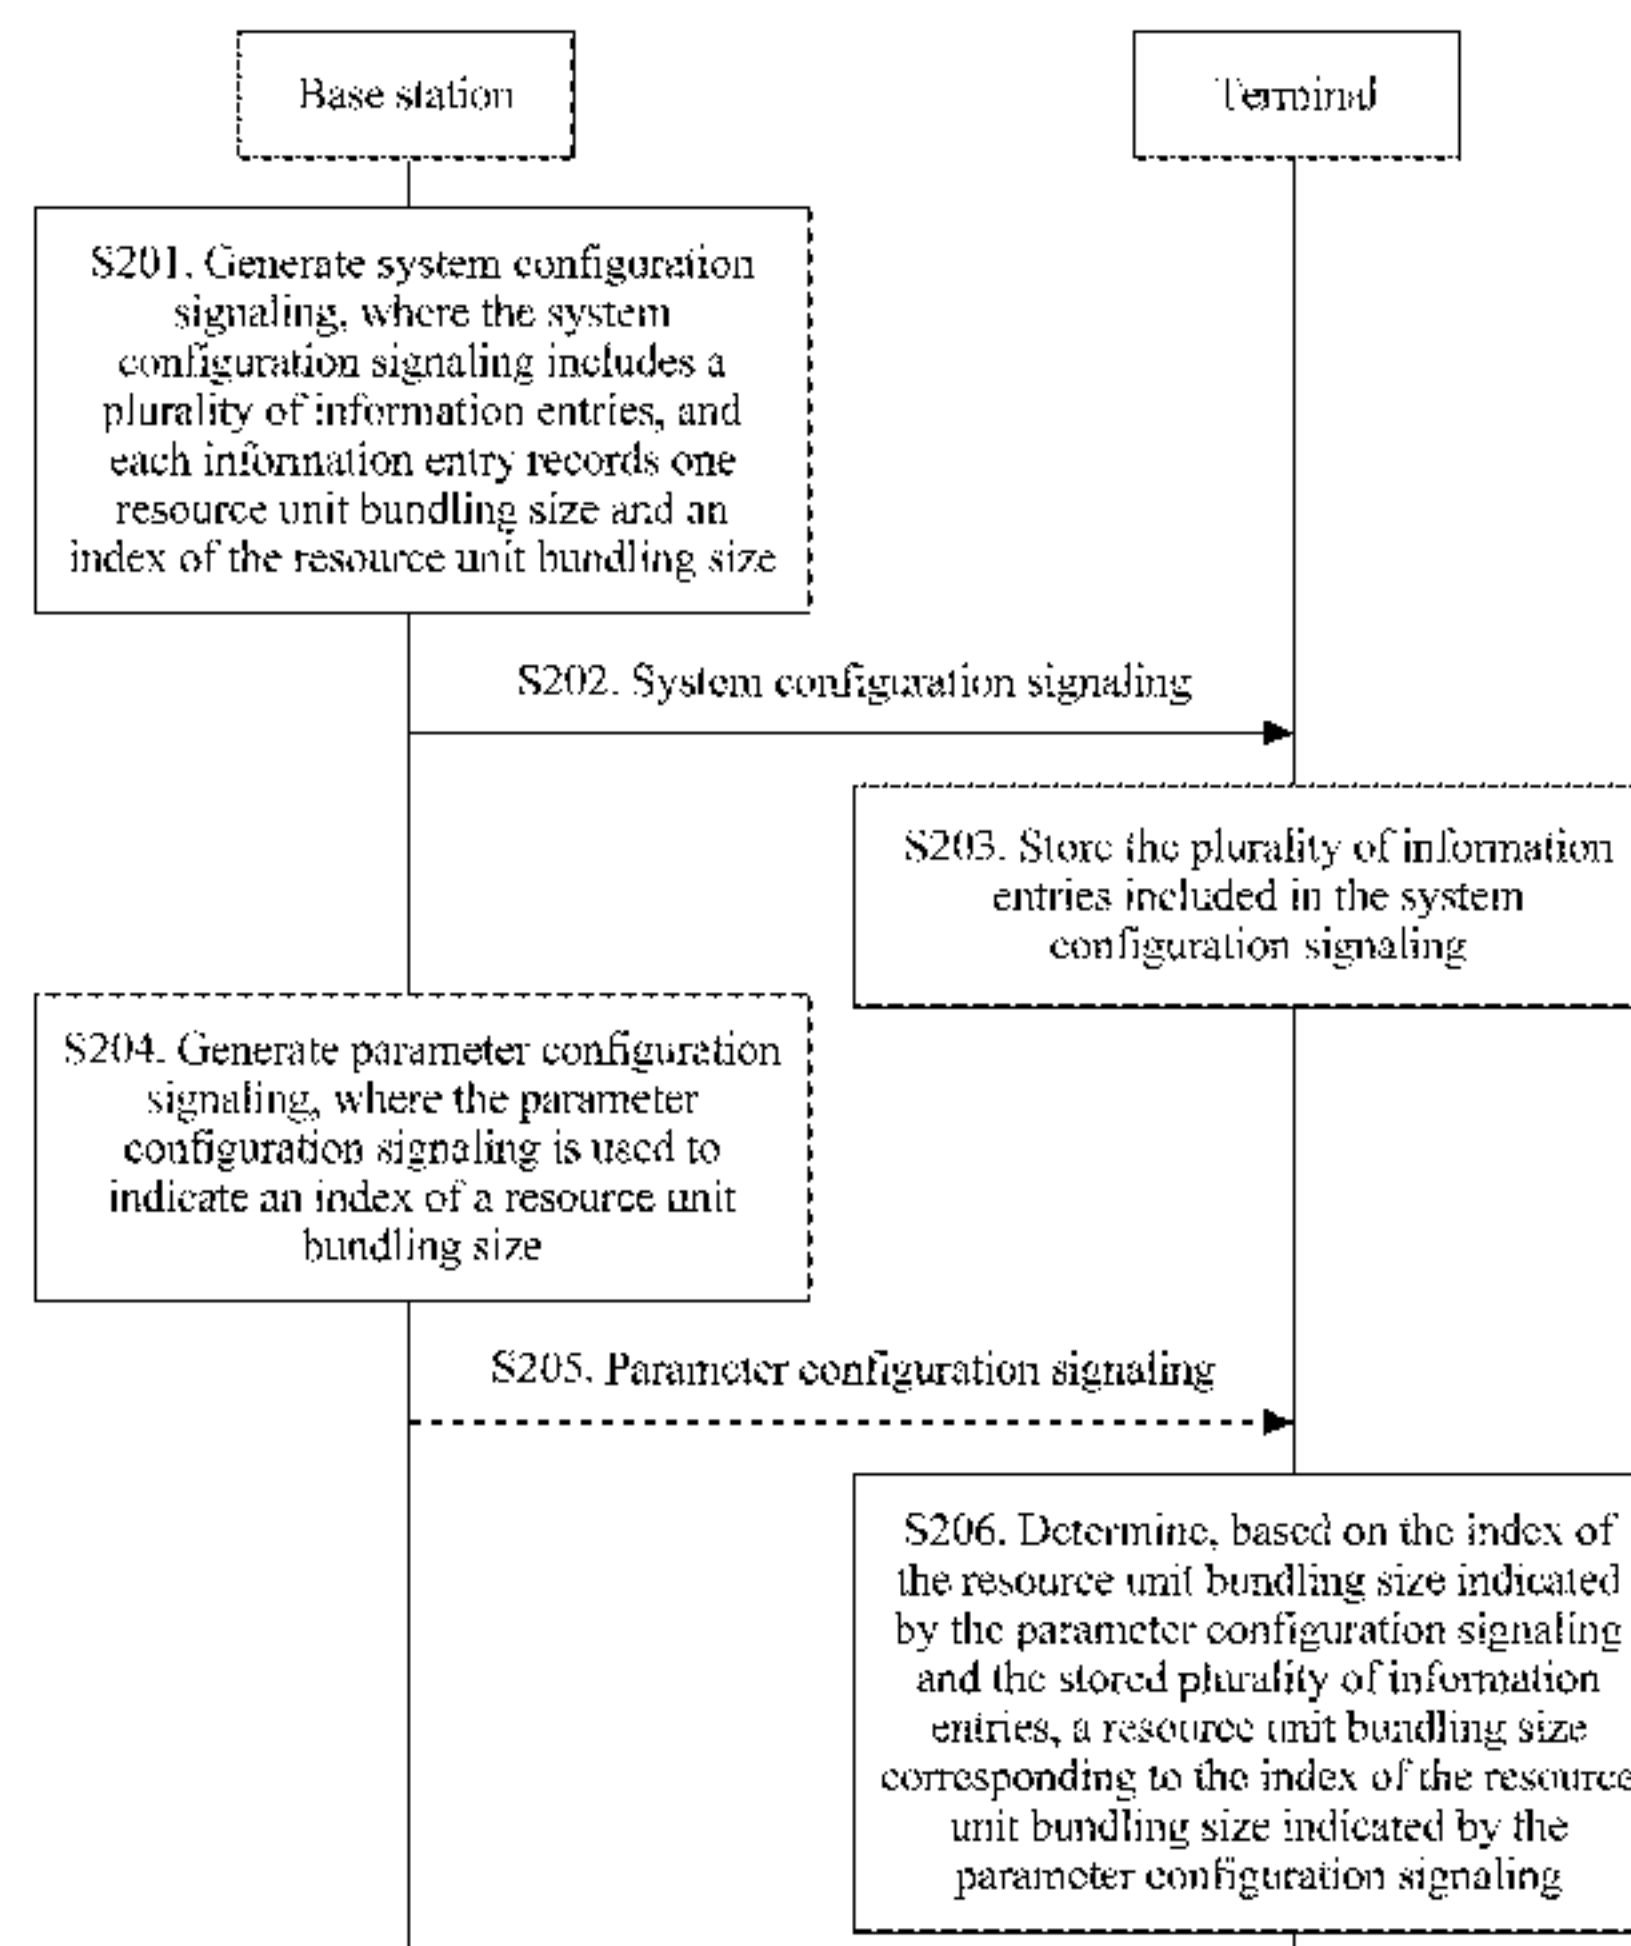 Base station
Terminal
S201. Generate system configuration
signaling, where the system
configuration signaling includes a
plurality of information entries, and
each information entry records one
resource unit bundling size and an
index of the resource unit bundling size
S202. System configuration signaling
S203. Store the plurality of information
entries included in the system
configuration signaling
S204. Generate parameter configuration
signaling, where the parameter
configuration signaling is used to
indicate an index of a resource unit
bundling size
S205. Parameter configuration signaling
S206. Determine, based on the index of
the resource unit bundling size indicated
by the parameter configuration signaling
and the stored plurality of information
entries, a resource unit bundling size
corresponding to the index of the resource
unit bundling size indicated by the
parameter configuration signaling